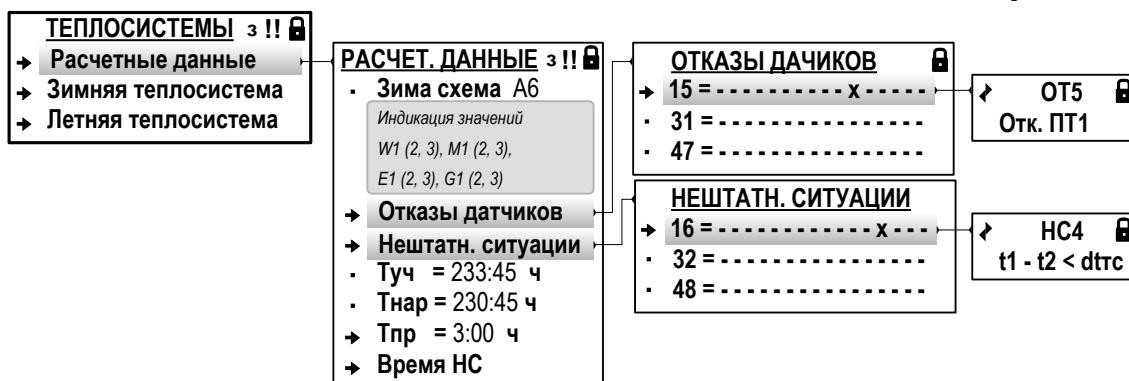 ТЕПЛОСИСТЕМЫ з !!
Расчетные данные
Зимняя теплосистема
Летняя теплосистема
РАСЧЕТ. ДАННЫЕ з !!
Зима схема А6
Индикация значений
W1 (2, 3), M1 (2, 3),
E1 (2, 3), G1 (2, 3)
Отказы датчиков
Нештатн. ситуации
Туч = 233:45 ч
Тнар = 230:45 ч
Тпр = 3:00 ч
Время НС
ОТКАЗЫ ДАЧИКОВ
15 = - - - - - - - - - - x - - - - -
31 = - - - - - - - - - - - - - - - -
47 = - - - - - - - - - - - - - - - -
ОТ5
Отк. ПТ1
НЕШТАТН. СИТУАЦИИ
16 = - - - - - - - - - - - - x - - -
32 = - - - - - - - - - - - - - - - -
48 = - - - - - - - - - - - - - - - -
НС4
t1 - t2 < dtтс